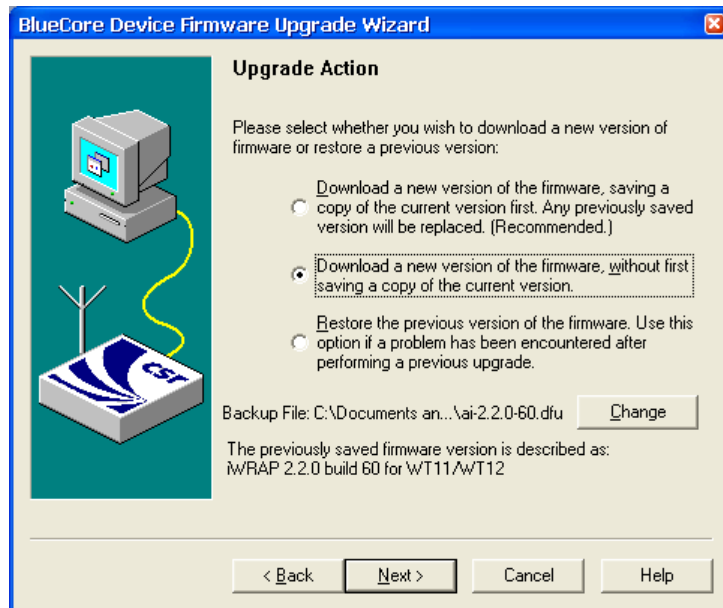 BlueCore Device Firmware Upgrade Wizard
Upgrade Action
Please select whether you wish to download a new version of
firmware or restore a previous version:
Download a new version of the firmware, saving a
copy of the current version first. Any previously saved
version will be replaced. (Recommended.)
Download a new version of the firmware, without first
saving a copy of the current version.
Restore the previous version of the firmware. Use this
option if a problem has been encountered after
performing a previous upgrade.
CSr
Backup File: C:\Documents an...\ai-2.2.0-60.dfu
Change
The previously saved firmware version is described as:
iWRAP 2.2.0 build 60 for WT11/WT12
< Back
Next >
Cancel
Help